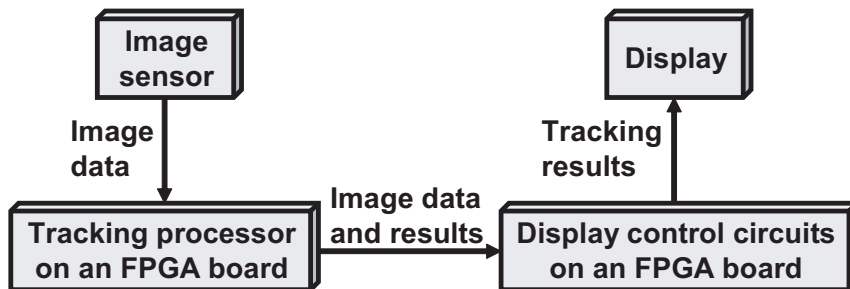 Image
sensor
Display
Image
data
Tracking
results
Image data
and results
Tracking processor
on an FPGA board
Display control circuits
on an FPGA board